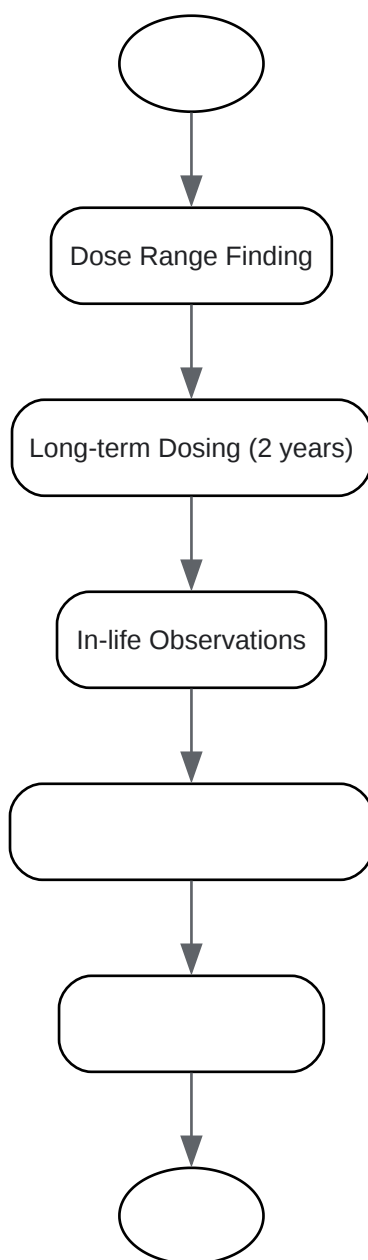 Dose Range Finding
Long-term Dosing (2 years)
In-life Observations